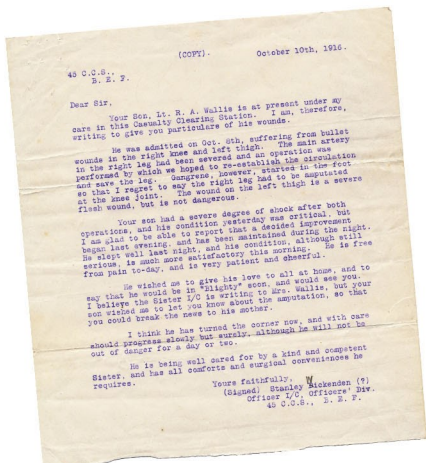 (COPY).
October 10th, 1916.
45 C.C.S.,
B. E. F.
Dear Sir,
Your Son, Lt. R. A. Wallis is at present under my
care in this Casualty Clearing Station. I am, therefore,
writing to give you particulars of his wounds.
He was admitted on Oct. 8th, suffering from bullet
wounds in the right knee and left thigh. The main artery
in the right leg had been severed and an operation was
performed by which we hoped to re-establish the circulation
and save the leg. Gangrene, however, started in the foot
so that I regret to say the right leg had to be amputated
at the knee joint. The wound on the left thigh is a severe
flesh wound, but is not dangerous.
Your son had a severe degree of shock after both
operations, and his condition yesterday was critical, but
I am glad to be able to report that a decided improvement
began last evening, and has been maintained during the night.
He slept well last night, and his condition, although still
serious, is much more satisfactory this morning. He is free
from pain to-day, and is very patient and cheerful.
He wished me to give his love to all at home, and to
say that he would be in "Blighty" soon, and would see you.
I believe the Sister I/C is writing to Mrs. Wallis, but your
son wished me to let you know about the amputation, so that
you could break the news to his mother.
I think he has turned the corner now, and with care
should progress slowly but surely, although he will not be
out of danger for a day or two.
He is being well cared for by a kind and competent
Sister, and has all comforts and surgical conveniences he
requires.
Yours faithfully,
(Signed) Stanley Wickenden (?)
Officer I/C, Officers' Div.
45 C.C.S., B. E. F.